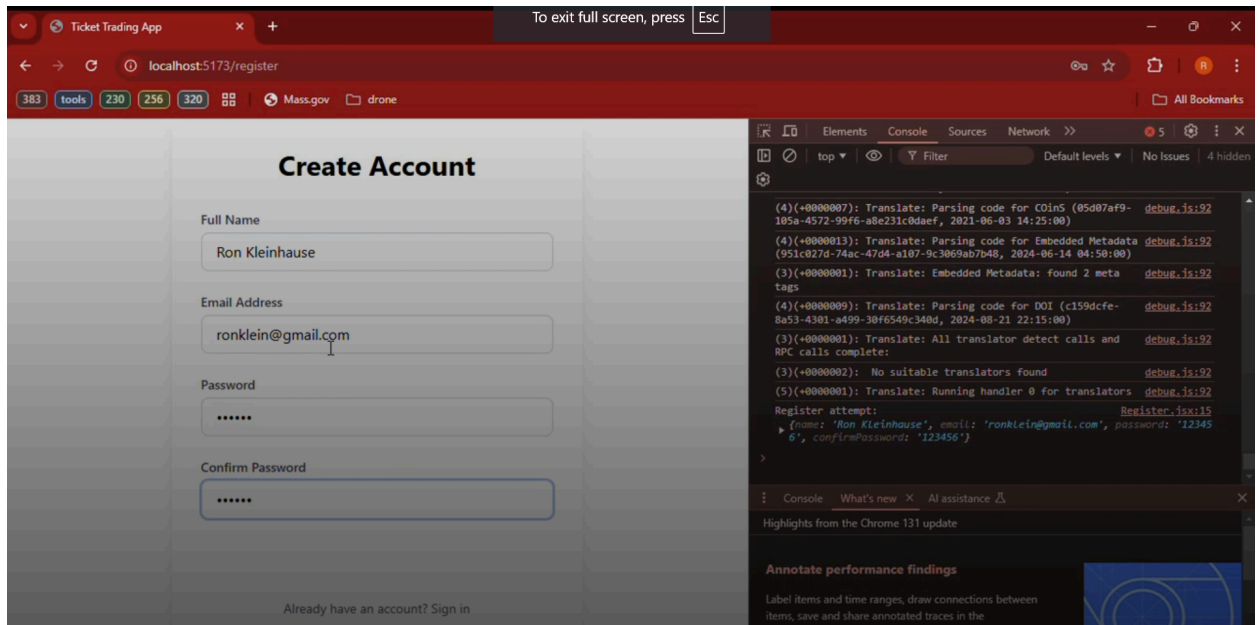 Ticket Trading App
To exit full screen, press Esc
localhost:5173/register
R
383 tools 230 256 320 Mass.gov drone All Bookmarks
Create Account
Full Name
Ron Kleinhause
Email Address
ronklein@gmail.com
Password
••••••
Confirm Password
••••••
Already have an account? Sign in
Elements Console Sources Network 5
top Filter Default levels No Issues 4 hidden
(4)(+0000007): Translate: Parsing code for COinS (05d07af9- debug.js:92
105a-4572-99f6-a8e231c0daef, 2021-06-03 14:25:00)
(4)(+0000013): Translate: Parsing code for Embedded Metadata debug.js:92
(951c027d-74ac-47d4-a107-9c3069ab7b48, 2024-06-14 04:50:00)
(3)(+0000001): Translate: Embedded Metadata: found 2 meta debug.js:92
tags
(4)(+0000009): Translate: Parsing code for DOI (c159dcfe- debug.js:92
8a53-4301-a499-30f6549c340d, 2024-08-21 22:15:00)
(3)(+0000001): Translate: All translator detect calls and debug.js:92
RPC calls complete:
(3)(+0000002): No suitable translators found debug.js:92
(5)(+0000001): Translate: Running handler 0 for translators debug.js:92
Register attempt: Register.jsx:15
{name: 'Ron Kleinhause', email: 'ronklein@gmail.com', password: '12345
6', confirmPassword: '123456'}
Console What's new AI assistance
Highlights from the Chrome 131 update
Annotate performance findings
Label items and time ranges, draw connections between
items, save and share annotated traces in the